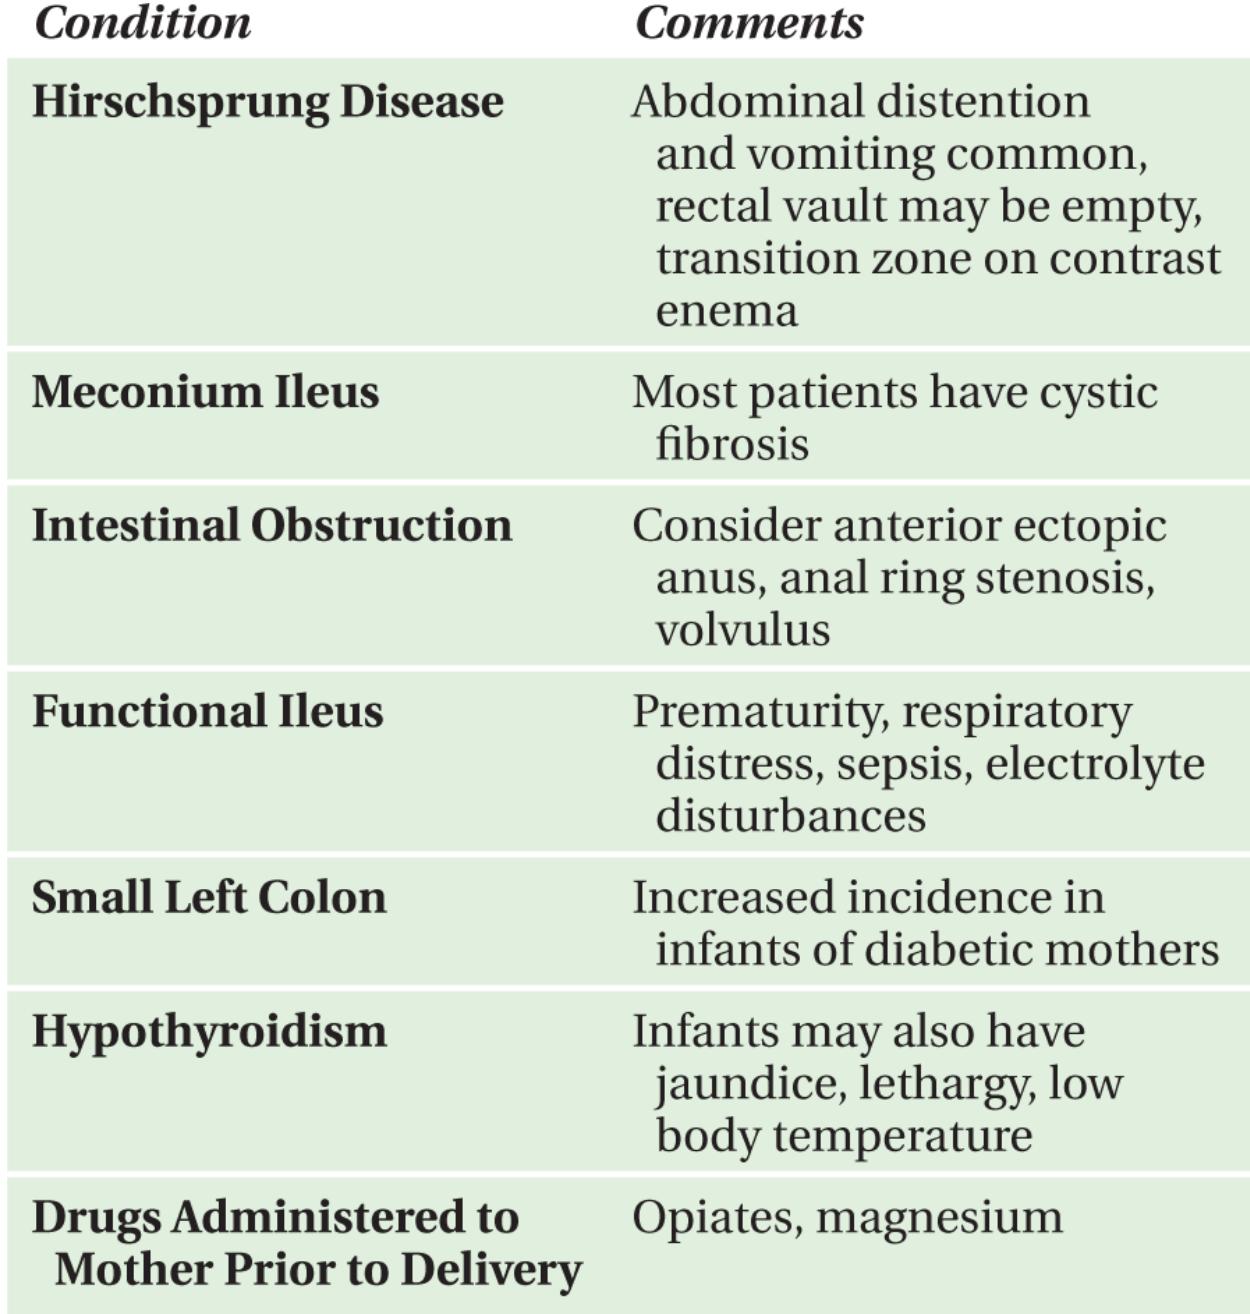 Condition Comments
Hirschsprung Disease Abdominal distention
and vomiting common,
rectal vault may be empty,
transition zone on contrast
enema
Meconium Ileus Most patients have cystic
fibrosis
Intestinal Obstruction Consider anterior ectopic
anus, anal ring stenosis,
volvulus
Functional Ileus Prematurity, respiratory
distress, sepsis, electrolyte
disturbances
Small Left Colon Increased incidence in
infants of diabetic mothers
Hypothyroidism Infants may also have
jaundice, lethargy, low
body temperature
Drugs Administered to Opiates, magnesium
Mother Prior to Delivery